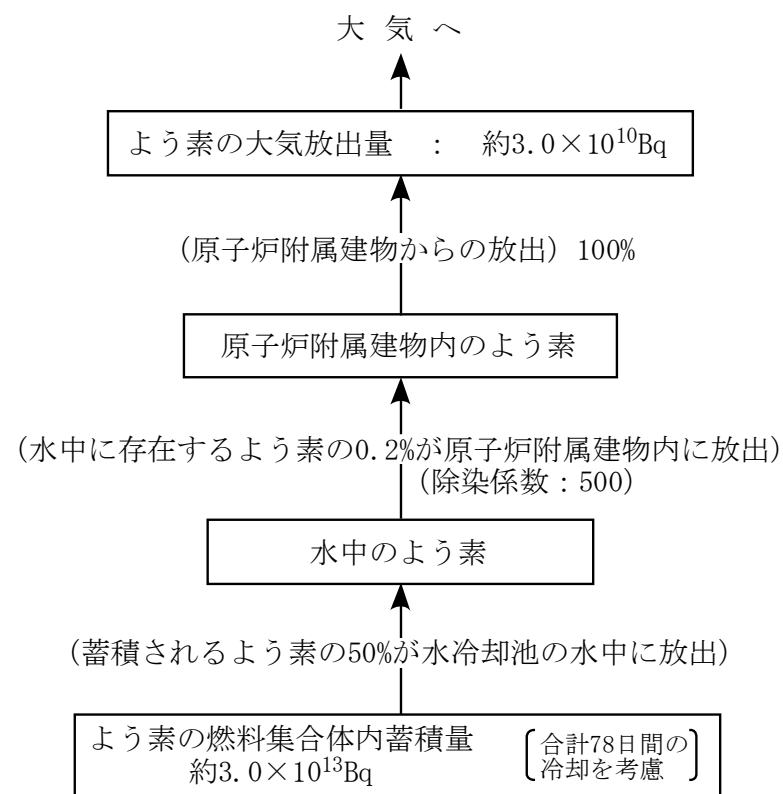 大 気 へ
よう素の大気放出量 : 約3.0×10¹⁰Bq
(原子炉附属建物からの放出) 100%
原子炉附属建物内のよう素
(水中に存在するよう素の0.2%が原子炉附属建物内に放出)
(除染係数:500)
水中のよう素
(蓄積されるよう素の50%が水冷却池の水中に放出)
よう素の燃料集合体内蓄積量
約3.0×10¹³Bq
合計78日間の
冷却を考慮